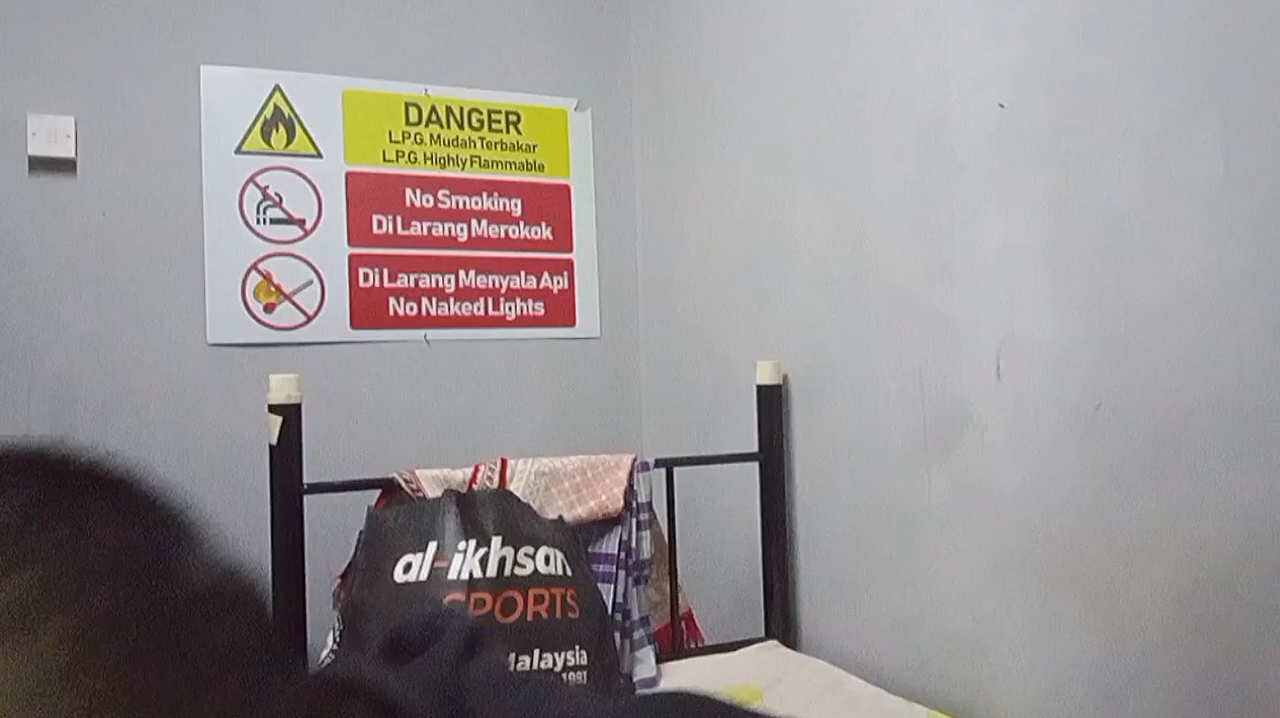 DANGER
L.P.G. Mudah Terbakar
L.P.G. Highly Flammable
No Smoking
Di Larang Merokok
Di Larang Menyala Api
No Naked Lights
al-ikhsan
SPORTS
Malaysia
1993